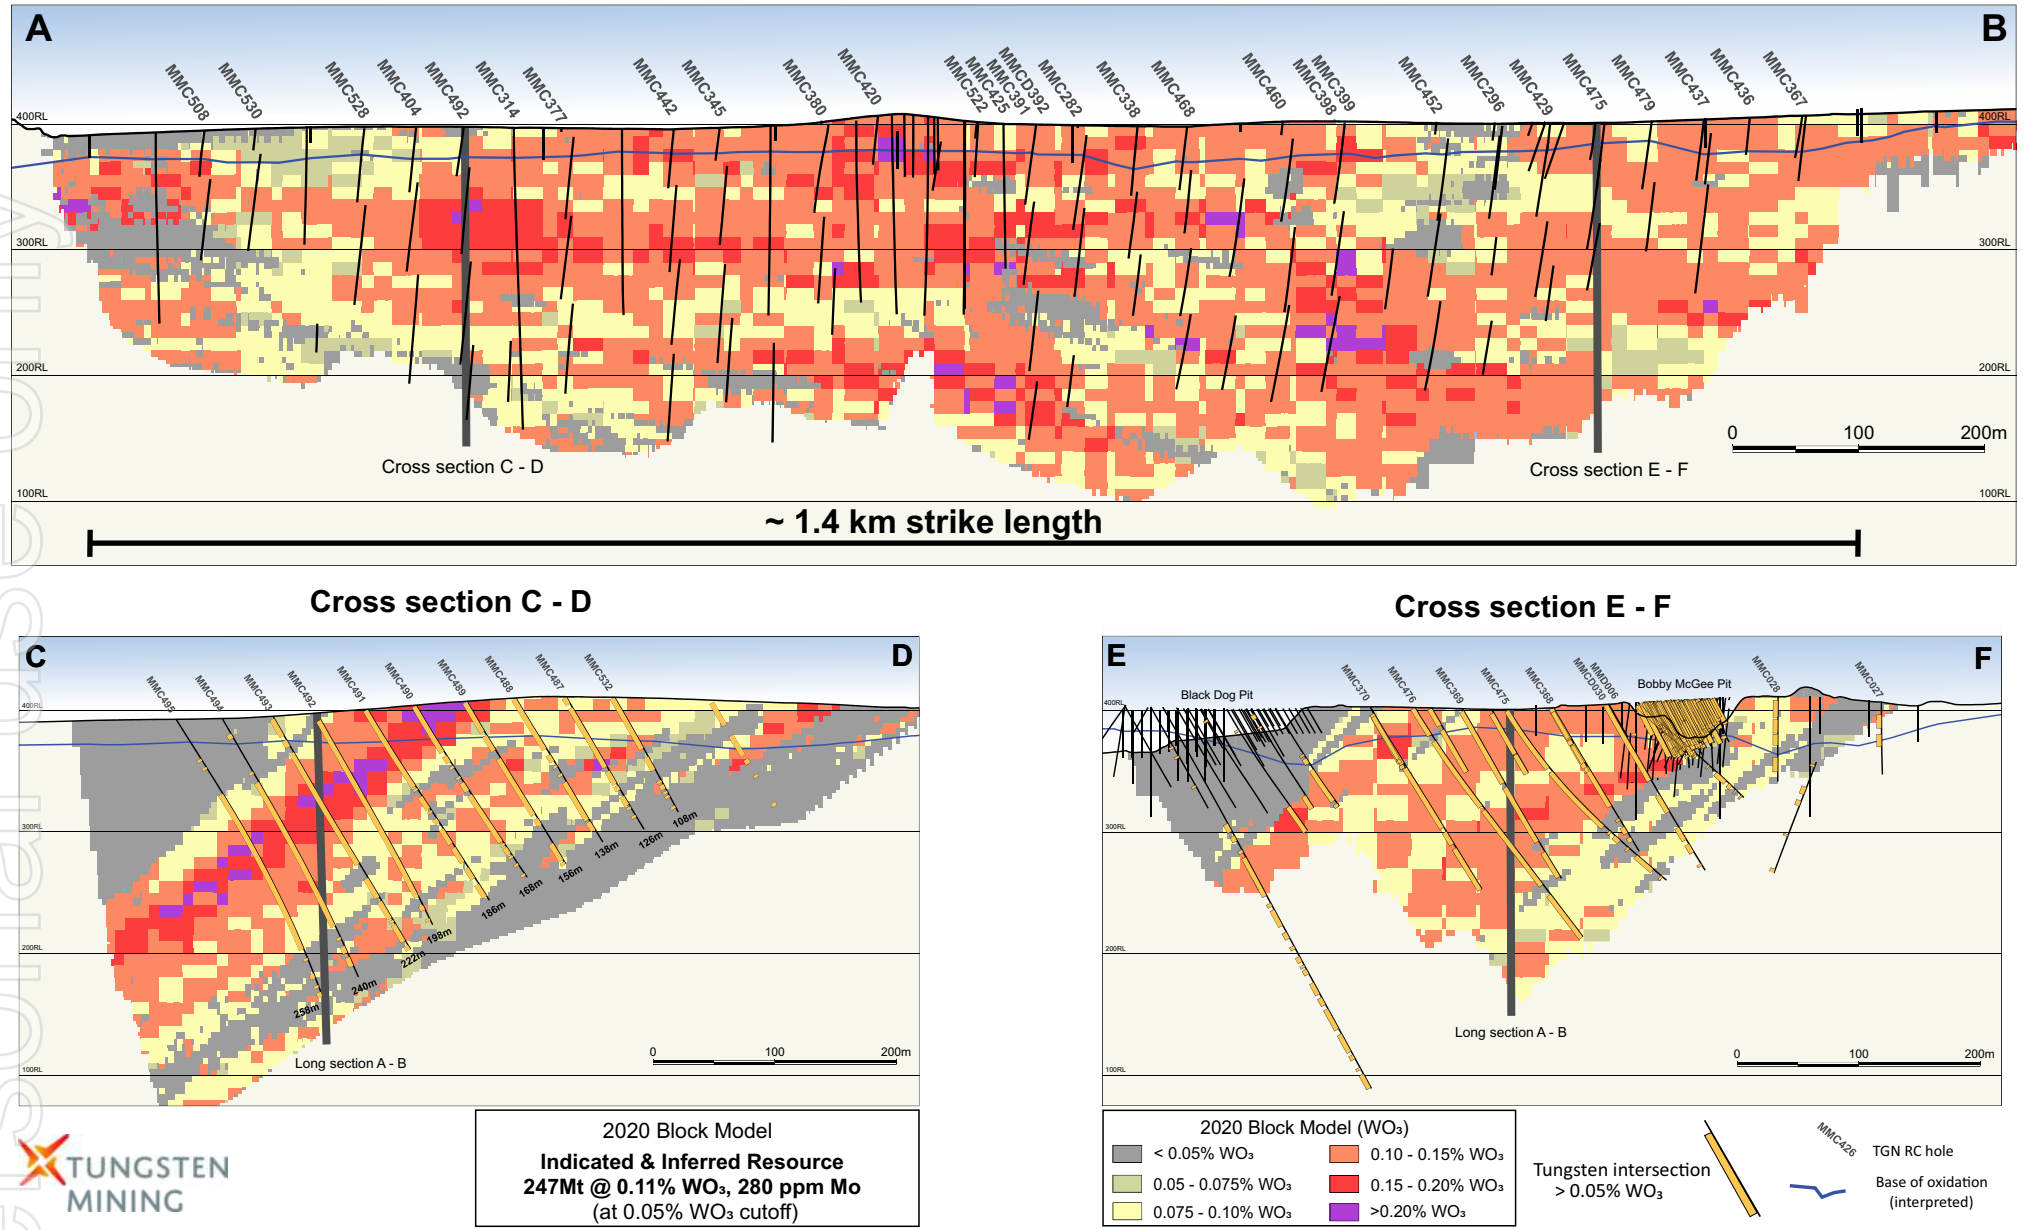 A
B
MMC508
MMC530
MMC528
MMC404
MMC492
MMC314
MMC377
MMC442
MMC345
MMC380
MMC420
MMC522
MMC425
MMC391
MMCD392
MMC282
MMC338
MMC468
MMC460
MMC398
MMC399
MMC452
MMC296
MMC429
MMC475
MMC479
MMC437
MMC436
MMC367
400RL
400RL
300RL
300RL
200RL
200RL
100RL
100RL
Cross section C - D
Cross section E - F
0 100 200m
~ 1.4 km strike length
Cross section C - D
C
D
MMC495
MMC494
MMC493
MMC492
MMC491
MMC490
MMC489
MMC488
MMC487
MMC532
400RL
300RL
200RL
100RL
258m
240m
222m
198m
186m
168m
156m
138m
126m
108m
Long section A - B
0 100 200m
Cross section E - F
E
F
Black Dog Pit
MMC370
MMC476
MMC369
MMC475
MMC368
MMCD030
MMD006
Bobby McGee Pit
MMC028
MMC027
400RL
300RL
200RL
100RL
Long section A - B
0 100 200m
TUNGSTEN
MINING
2020 Block Model
Indicated & Inferred Resource
247Mt @ 0.11% WO₃, 280 ppm Mo
(at 0.05% WO₃ cutoff)
2020 Block Model (WO₃)
< 0.05% WO₃
0.05 - 0.075% WO₃
0.075 - 0.10% WO₃
0.10 - 0.15% WO₃
0.15 - 0.20% WO₃
>0.20% WO₃
Tungsten intersection
> 0.05% WO₃
MMC426
TGN RC hole
Base of oxidation
(interpreted)